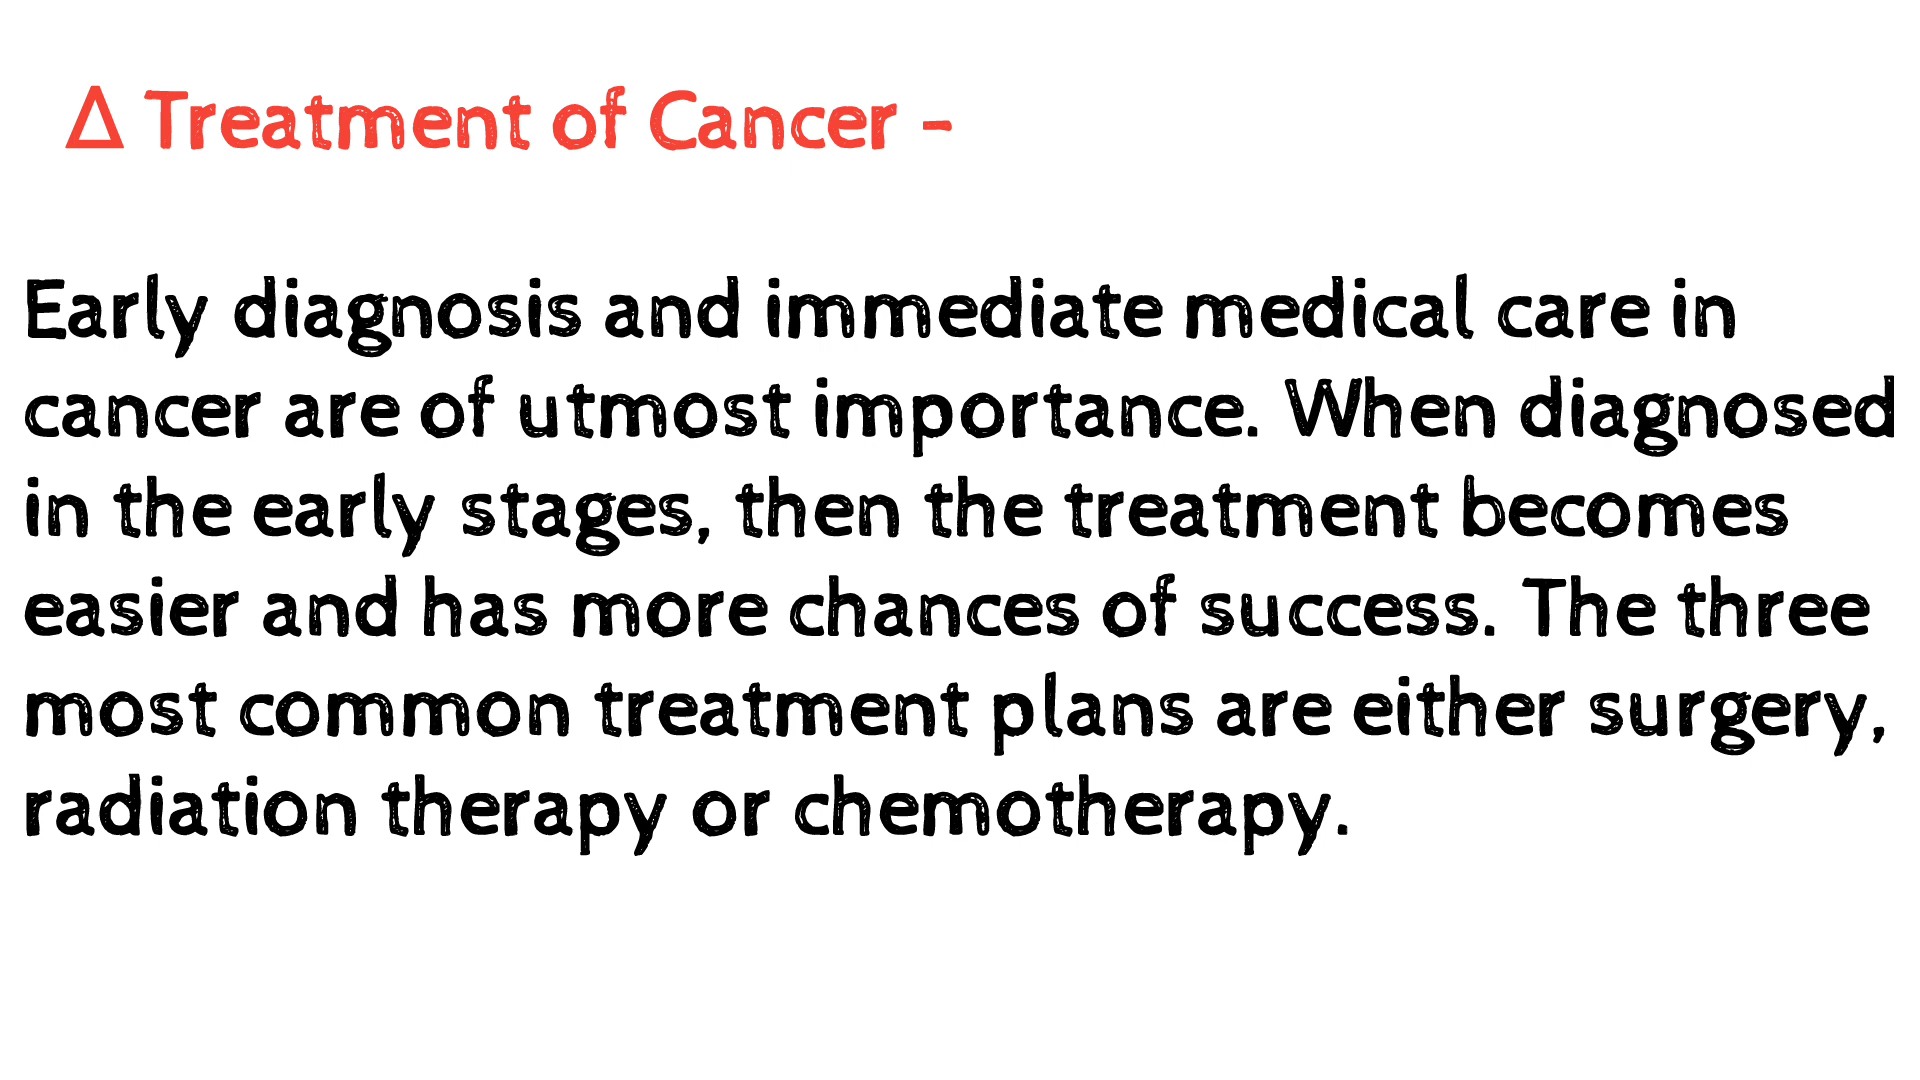 Δ Treatment of Cancer -
Early diagnosis and immediate medical care in
cancer are of utmost importance. When diagnosed
in the early stages, then the treatment becomes
easier and has more chances of success. The three
most common treatment plans are either surgery,
radiation therapy or chemotherapy.